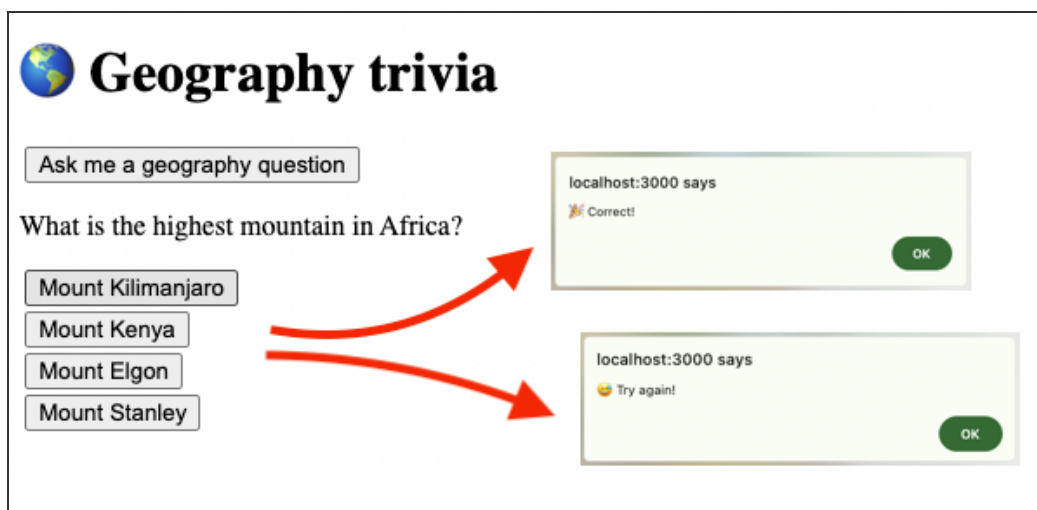 🌎 Geography trivia
Ask me a geography question
What is the highest mountain in Africa?
Mount Kilimanjaro
Mount Kenya
Mount Elgon
Mount Stanley
localhost:3000 says
🎉 Correct!
OK
localhost:3000 says
😅 Try again!
OK